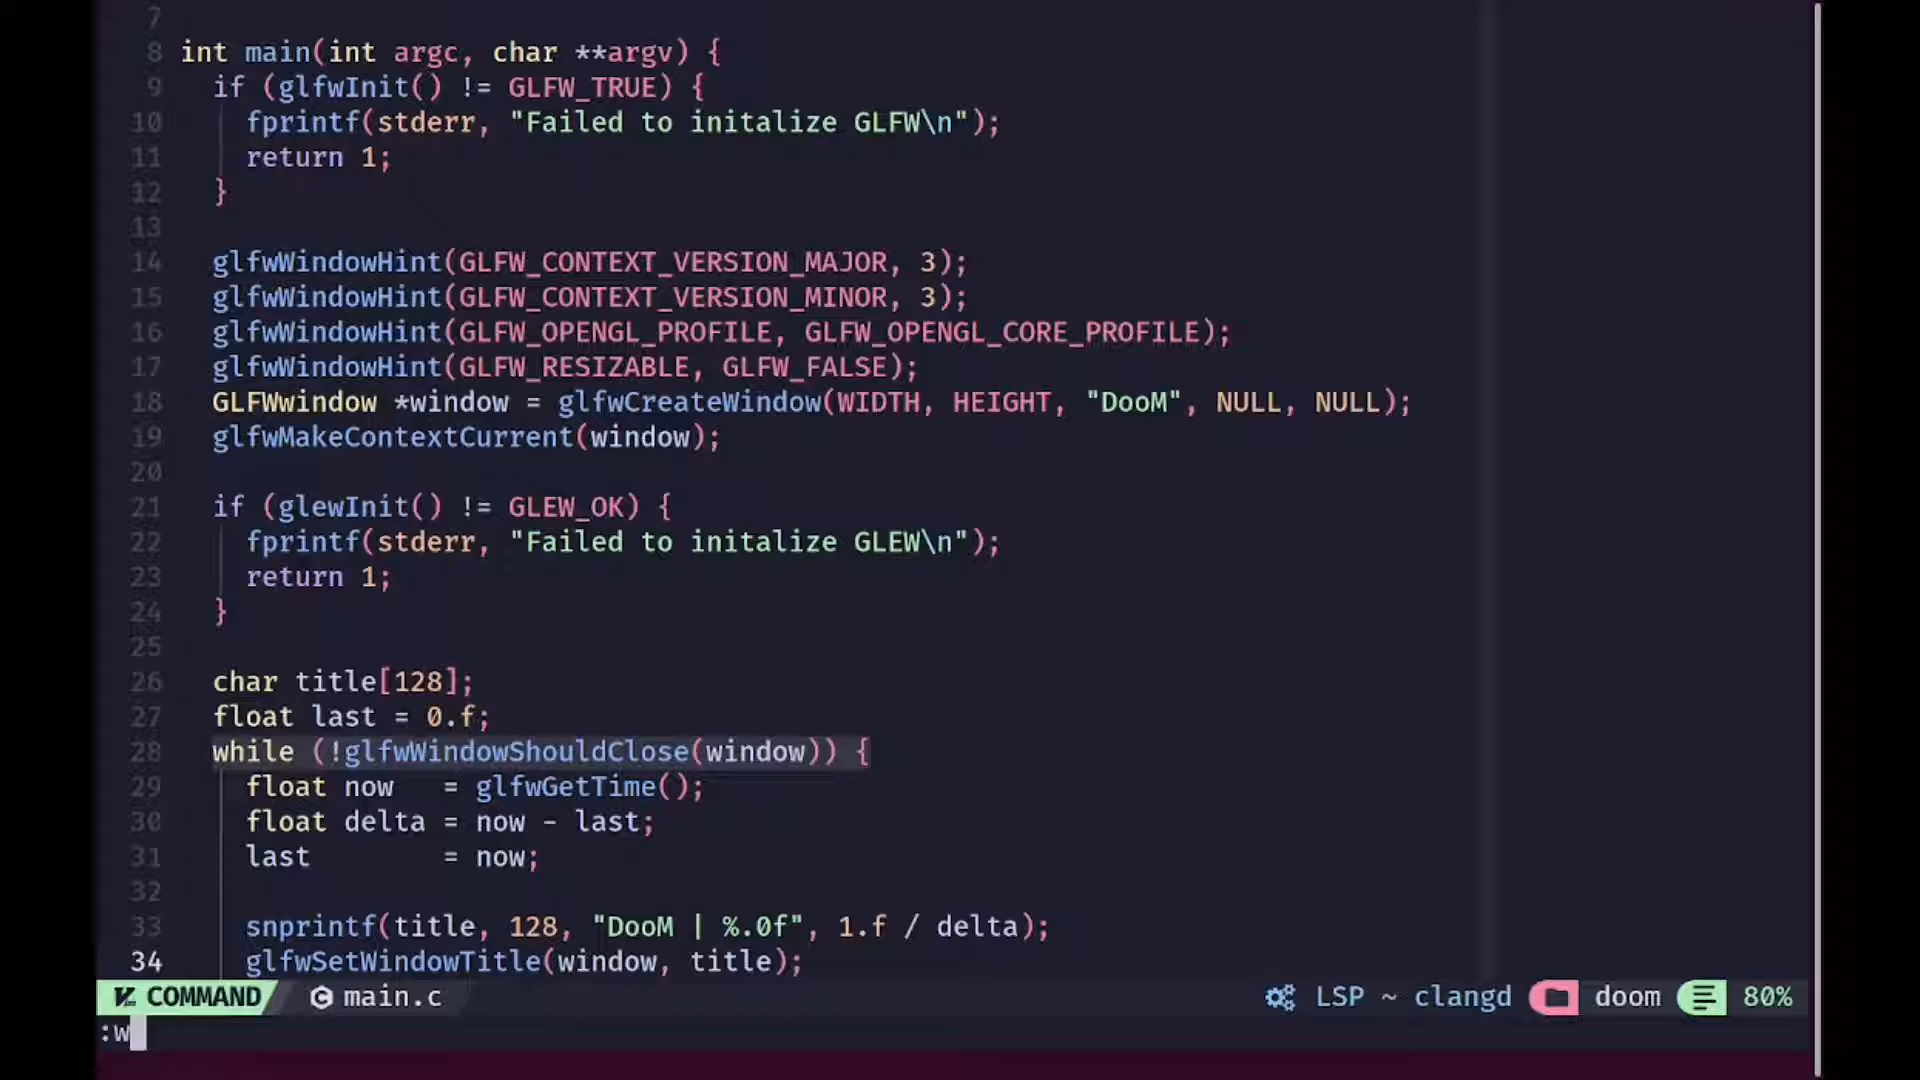 7
8 int main(int argc, char **argv) {
9   if (glfwInit() != GLFW_TRUE) {
10     fprintf(stderr, "Failed to initalize GLFW\n");
11     return 1;
12   }
13
14   glfwWindowHint(GLFW_CONTEXT_VERSION_MAJOR, 3);
15   glfwWindowHint(GLFW_CONTEXT_VERSION_MINOR, 3);
16   glfwWindowHint(GLFW_OPENGL_PROFILE, GLFW_OPENGL_CORE_PROFILE);
17   glfwWindowHint(GLFW_RESIZABLE, GLFW_FALSE);
18   GLFWwindow *window = glfwCreateWindow(WIDTH, HEIGHT, "DooM", NULL, NULL);
19   glfwMakeContextCurrent(window);
20
21   if (glewInit() != GLEW_OK) {
22     fprintf(stderr, "Failed to initalize GLEW\n");
23     return 1;
24   }
25
26   char title[128];
27   float last = 0.f;
28   while (!glfwWindowShouldClose(window)) {
29     float now   = glfwGetTime();
30     float delta = now - last;
31     last        = now;
32
33     snprintf(title, 128, "DooM | %.0f", 1.f / delta);
34     glfwSetWindowTitle(window, title);
COMMAND main.c LSP ~ clangd doom 80%
:w